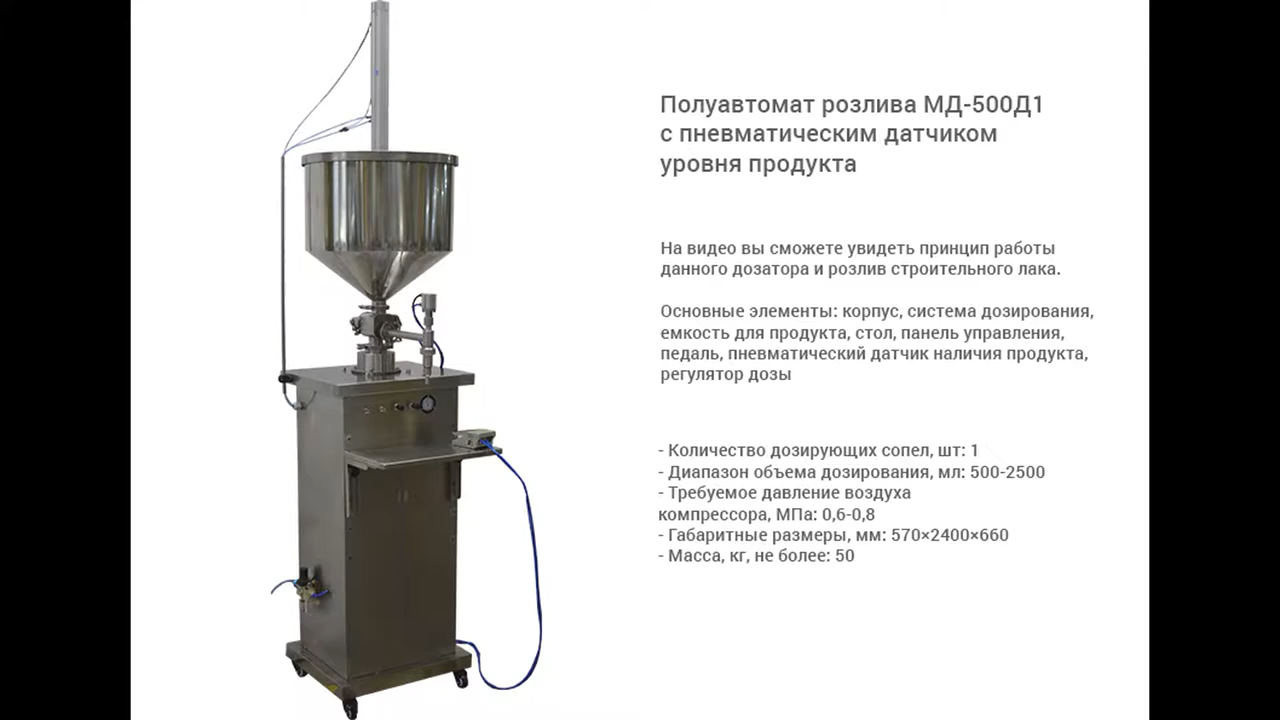 Полуавтомат розлива МД-500Д1
с пневматическим датчиком
уровня продукта
На видео вы сможете увидеть принцип работы
данного дозатора и розлив строительного лака.
Основные элементы: корпус, система дозирования,
емкость для продукта, стол, панель управления,
педаль, пневматический датчик наличия продукта,
регулятор дозы
- Количество дозирующих сопел, шт: 1
- Диапазон объема дозирования, мл: 500-2500
- Требуемое давление воздуха
компрессора, МПа: 0,6-0,8
- Габаритные размеры, мм: 570×2400×660
- Масса, кг, не более: 50